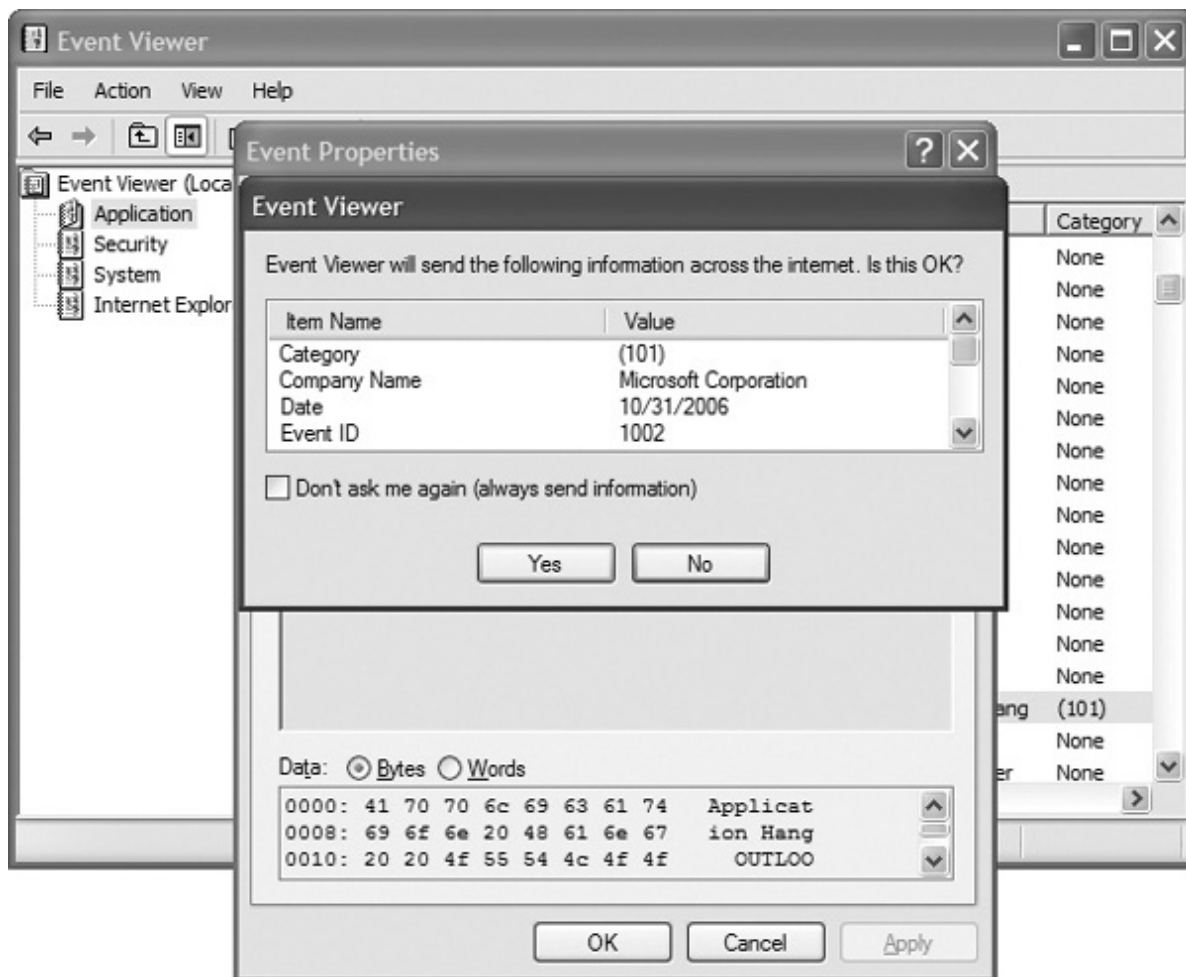 Event Viewer
File Action View Help
Event Properties
Event Viewer (Loca
Application
Security
System
Internet Explor
Event Viewer
Event Viewer will send the following information across the internet. Is this OK?
Item Name Value
Category (101)
Company Name Microsoft Corporation
Date 10/31/2006
Event ID 1002
Don't ask me again (always send information)
Yes No
Category
None
None
None
None
None
None
None
None
None
None
None
None
None
None
ang (101)
None
er None
Data: Bytes Words
0000: 41 70 70 6c 69 63 61 74 Applicat
0008: 69 6f 6e 20 48 61 6e 67 ion Hang
0010: 20 20 4f 55 54 4c 4f 4f OUTLOO
OK Cancel Apply